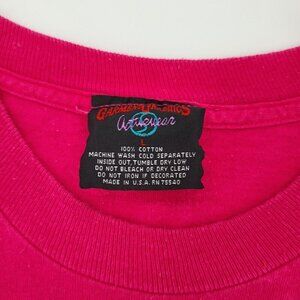 GARMENT GRAPHICS
Activewear
L
100% COTTON
MACHINE WASH COLD SEPARATELY
INSIDE OUT, TUMBLE DRY LOW
DO NOT BLEACH OR DRY CLEAN
DO NOT IRON IF DECORATED
MADE IN U.S.A. RN 75540